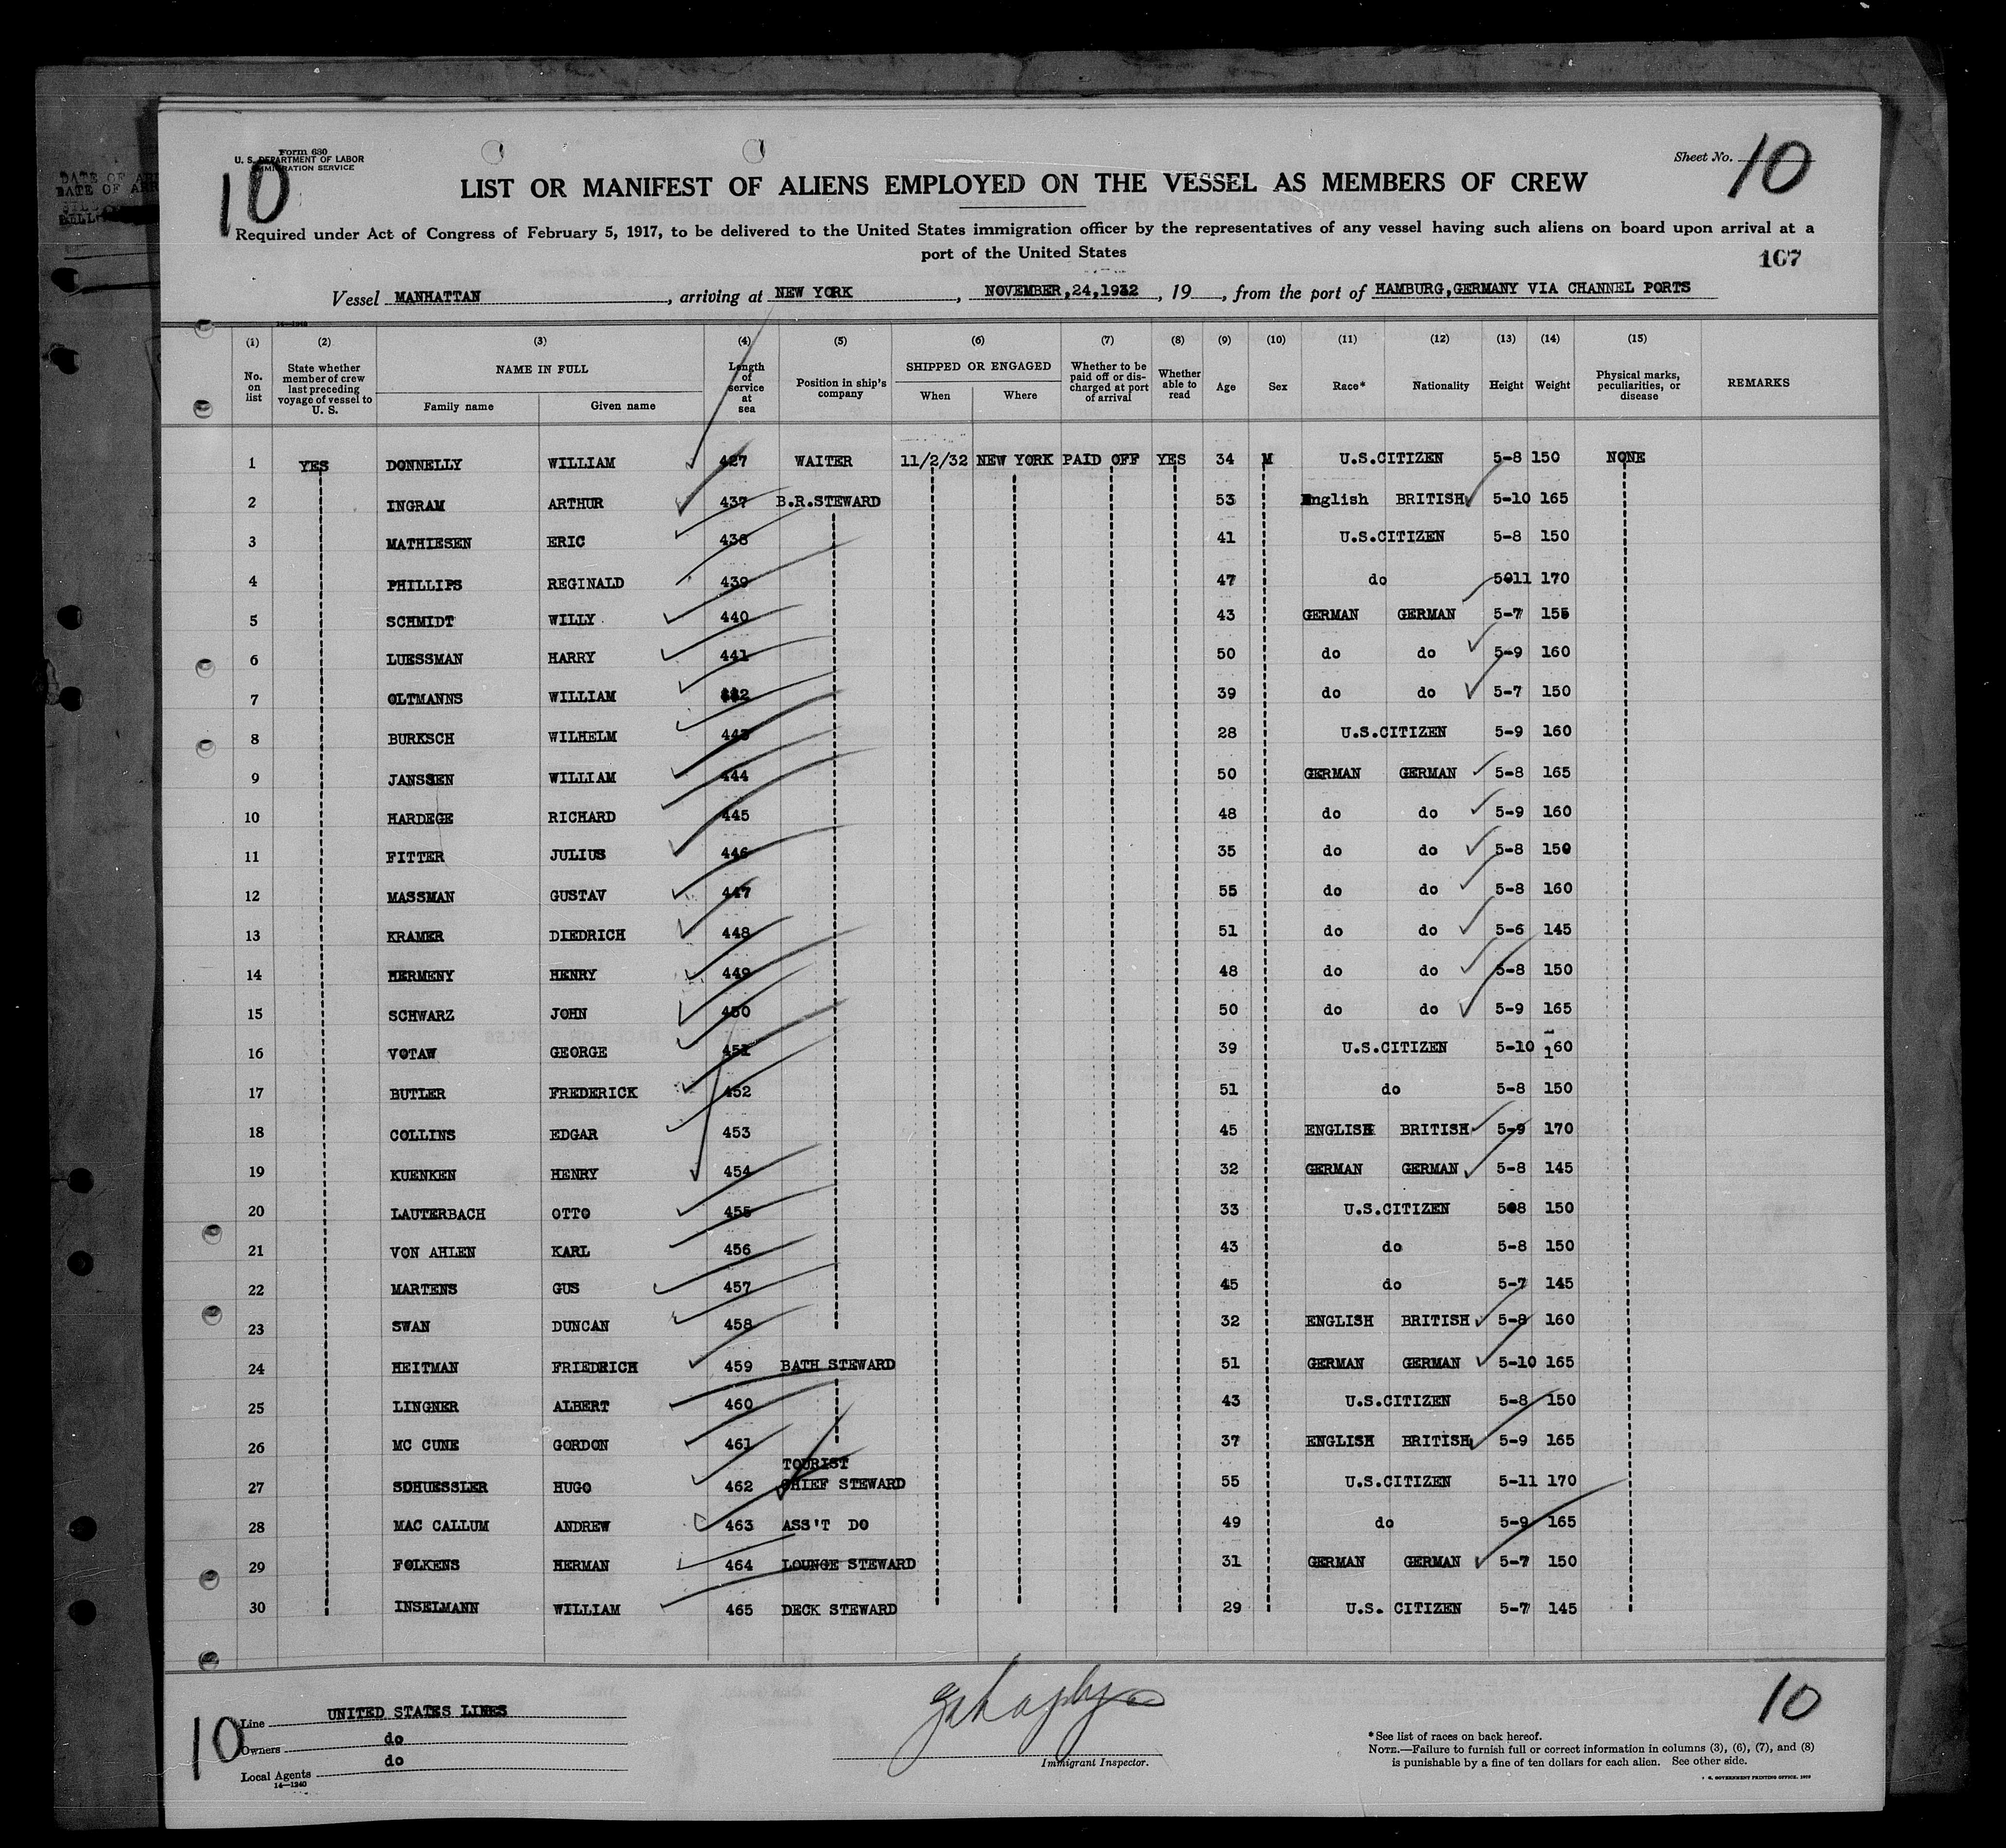 Form 680
U. S. DEPARTMENT OF LABOR
IMMIGRATION SERVICE
10
Sheet No. 10
LIST OR MANIFEST OF ALIENS EMPLOYED ON THE VESSEL AS MEMBERS OF CREW
Required under Act of Congress of February 5, 1917, to be delivered to the United States immigration officer by the representatives of any vessel having such aliens on board upon arrival at a
port of the United States
107
Vessel MANHATTAN, arriving at NEW YORK, NOVEMBER,24,1932, 19, from the port of HAMBURG,GERMANY VIA CHANNEL PORTS
(1) (2) (3) (4) (5) (6) (7) (8) (9) (10) (11) (12) (13) (14) (15)
No. on list State whether member of crew last preceding voyage of vessel to U. S. NAME IN FULL Family name Given name Length of service at sea Position in ship's company SHIPPED OR ENGAGED When Where Whether to be paid off or discharged at port of arrival Whether able to read Age Sex Race* Nationality Height Weight Physical marks, peculiarities, or disease REMARKS
1 YES DONNELLY WILLIAM 427 WAITER 11/2/32 NEW YORK PAID OFF YES 34 M U.S.CITIZEN 5-8 150 NONE
2 INGRAM ARTHUR 437 B.R.STEWARD 53 English BRITISH 5-10 165
3 MATHIESEN ERIC 438 41 U.S.CITIZEN 5-8 150
4 PHILLIPS REGINALD 439 47 do 5011 170
5 SCHMIDT WILLY 440 43 GERMAN GERMAN 5-7 155
6 LUESSMAN HARRY 441 50 do do 5-9 160
7 OLTMANNS WILLIAM 442 39 do do 5-7 150
8 BURKSCH WILHELM 443 28 U.S.CITIZEN 5-9 160
9 JANSSEN WILLIAM 444 50 GERMAN GERMAN 5-8 165
10 HARDEGE RICHARD 445 48 do do 5-9 160
11 FITTER JULIUS 446 35 do do 5-8 150
12 MASSMAN GUSTAV 447 55 do do 5-8 160
13 KRAMER DIEDRICH 448 51 do do 5-6 145
14 HERMENY HENRY 449 48 do do 5-8 150
15 SCHWARZ JOHN 450 50 do do 5-9 165
16 VOTAW GEORGE 451 39 U.S.CITIZEN 5-10 160
17 BUTLER FREDERICK 452 51 do 5-8 150
18 COLLINS EDGAR 453 45 ENGLISH BRITISH 5-9 170
19 KUENKEN HENRY 454 32 GERMAN GERMAN 5-8 145
20 LAUTERBACH OTTO 455 33 U.S.CITIZEN 508 150
21 VON AHLEN KARL 456 43 do 5-8 150
22 MARTENS GUS 457 45 do 5-7 145
23 SWAN DUNCAN 458 32 ENGLISH BRITISH 5-8 160
24 HEITMAN FRIEDRICH 459 BATH STEWARD 51 GERMAN GERMAN 5-10 165
25 LINGNER ALBERT 460 43 U.S.CITIZEN 5-8 150
26 MC CUNE GORDON 461 37 ENGLISH BRITISH 5-9 165
27 SDHUESSLER HUGO 462 TOURIST CHIEF STEWARD 55 U.S.CITIZEN 5-11 170
28 MAC CALLUM ANDREW 463 ASS'T DO 49 do 5-9 165
29 FOLKENS HERMAN 464 LOUNGE STEWARD 31 GERMAN GERMAN 5-7 150
30 INSELMANN WILLIAM 465 DECK STEWARD 29 U.S. CITIZEN 5-7 145
10
10
Line UNITED STATES LINES
Owners do
Local Agents do
14—1240
Immigrant Inspector.
* See list of races on back hereof.
NOTE.—Failure to furnish full or correct information in columns (3), (6), (7), and (8)
is punishable by a fine of ten dollars for each alien. See other side.